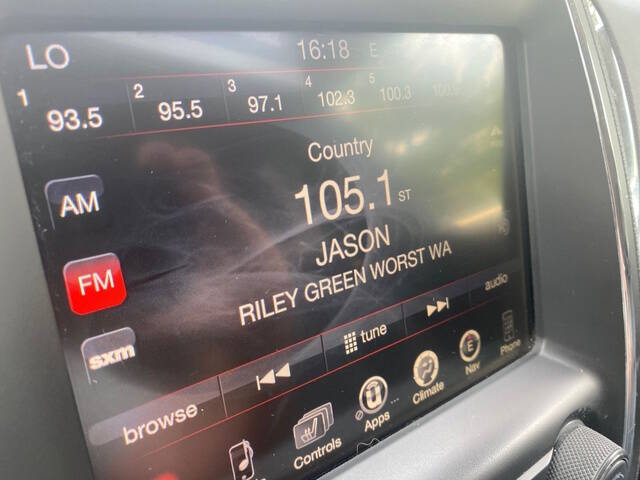 LO 16:18 E
1 93.5 2 95.5 3 97.1 4 102.3 5 100.3
Country
AM 105.1 ST
JASON
FM RILEY GREEN WORST WA
sxm
browse tune audio
Controls Apps ... Climate Nav Phone